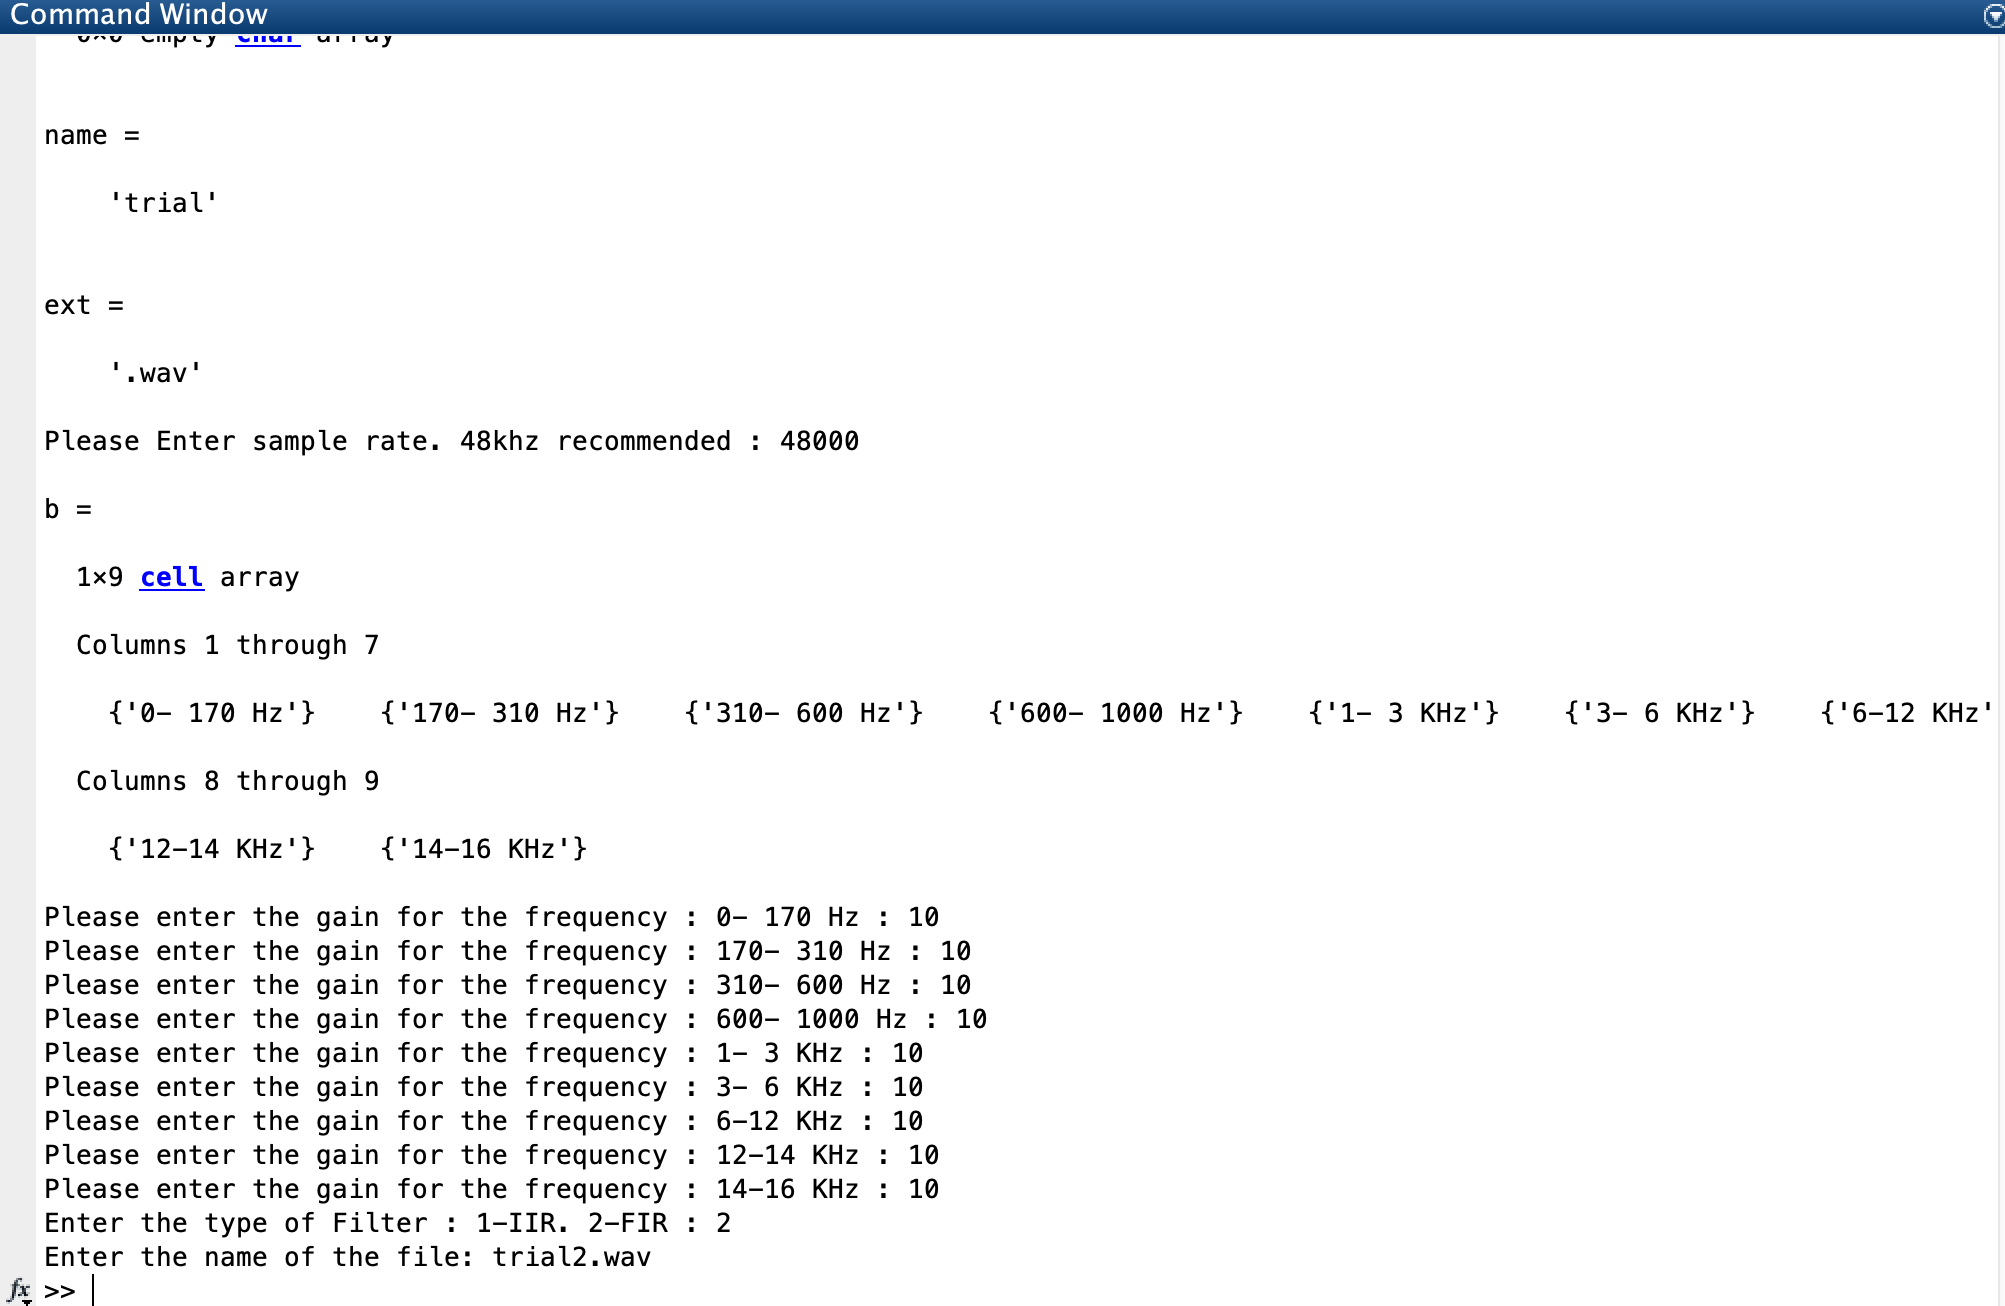 Command Window
0×0 empty char array
name =
'trial'
ext =
'.wav'
Please Enter sample rate. 48khz recommended : 48000
b =
1×9 cell array
Columns 1 through 7
{'0- 170 Hz'} {'170- 310 Hz'} {'310- 600 Hz'} {'600- 1000 Hz'} {'1- 3 KHz'} {'3- 6 KHz'} {'6-12 KHz'
Columns 8 through 9
{'12-14 KHz'} {'14-16 KHz'}
Please enter the gain for the frequency : 0- 170 Hz : 10
Please enter the gain for the frequency : 170- 310 Hz : 10
Please enter the gain for the frequency : 310- 600 Hz : 10
Please enter the gain for the frequency : 600- 1000 Hz : 10
Please enter the gain for the frequency : 1- 3 KHz : 10
Please enter the gain for the frequency : 3- 6 KHz : 10
Please enter the gain for the frequency : 6-12 KHz : 10
Please enter the gain for the frequency : 12-14 KHz : 10
Please enter the gain for the frequency : 14-16 KHz : 10
Enter the type of Filter : 1-IIR. 2-FIR : 2
Enter the name of the file: trial2.wav
fx >>